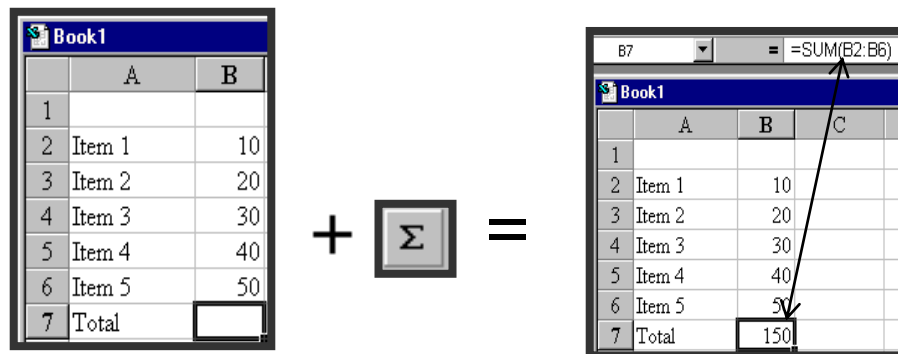 Book1
A B
1
2 Item 1 10
3 Item 2 20
4 Item 3 30
5 Item 4 40
6 Item 5 50
7 Total
+ Σ =
B7 = =SUM(B2:B6)
Book1
A B C
1
2 Item 1 10
3 Item 2 20
4 Item 3 30
5 Item 4 40
6 Item 5 50
7 Total 150